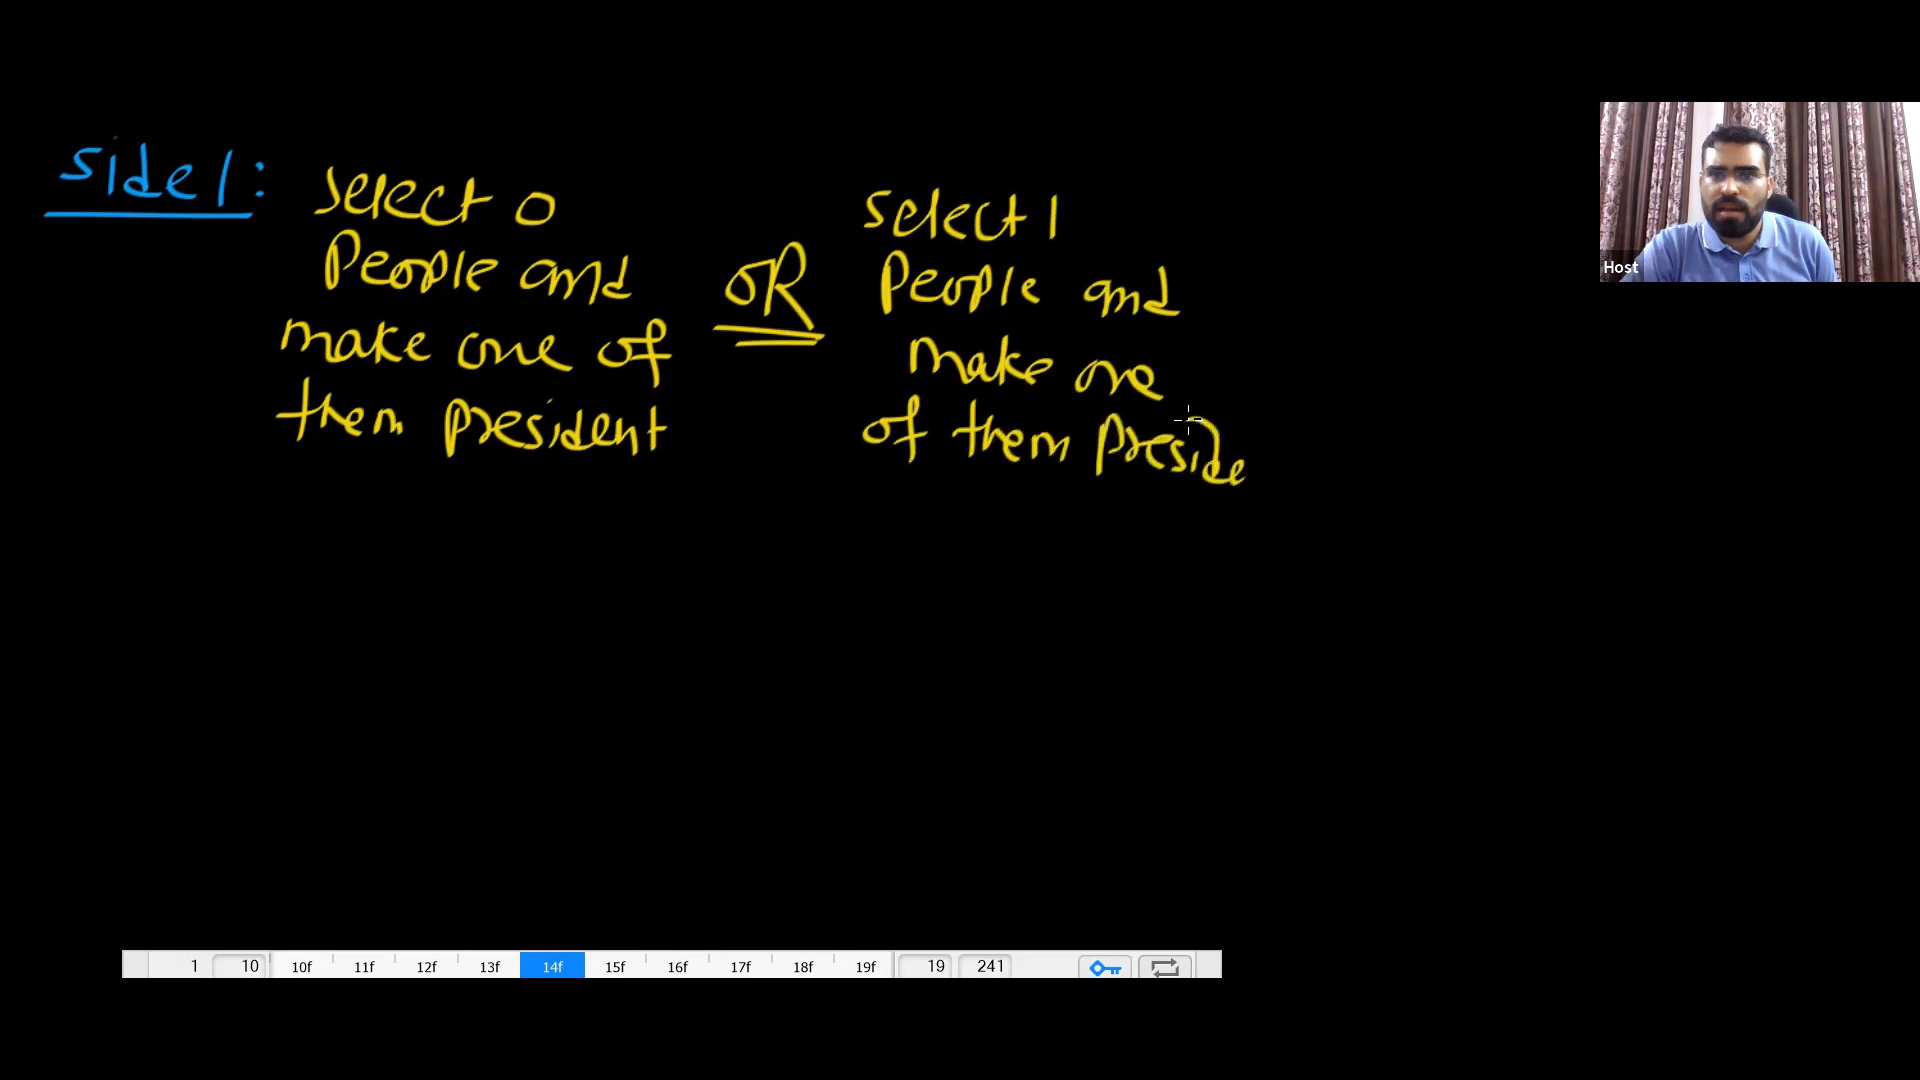 side 1:
select 0
People and
make one of
them president
OR
select 1
People and
make one
of them preside
Host
1 10 10f 11f 12f 13f 14f 15f 16f 17f 18f 19f 19 241